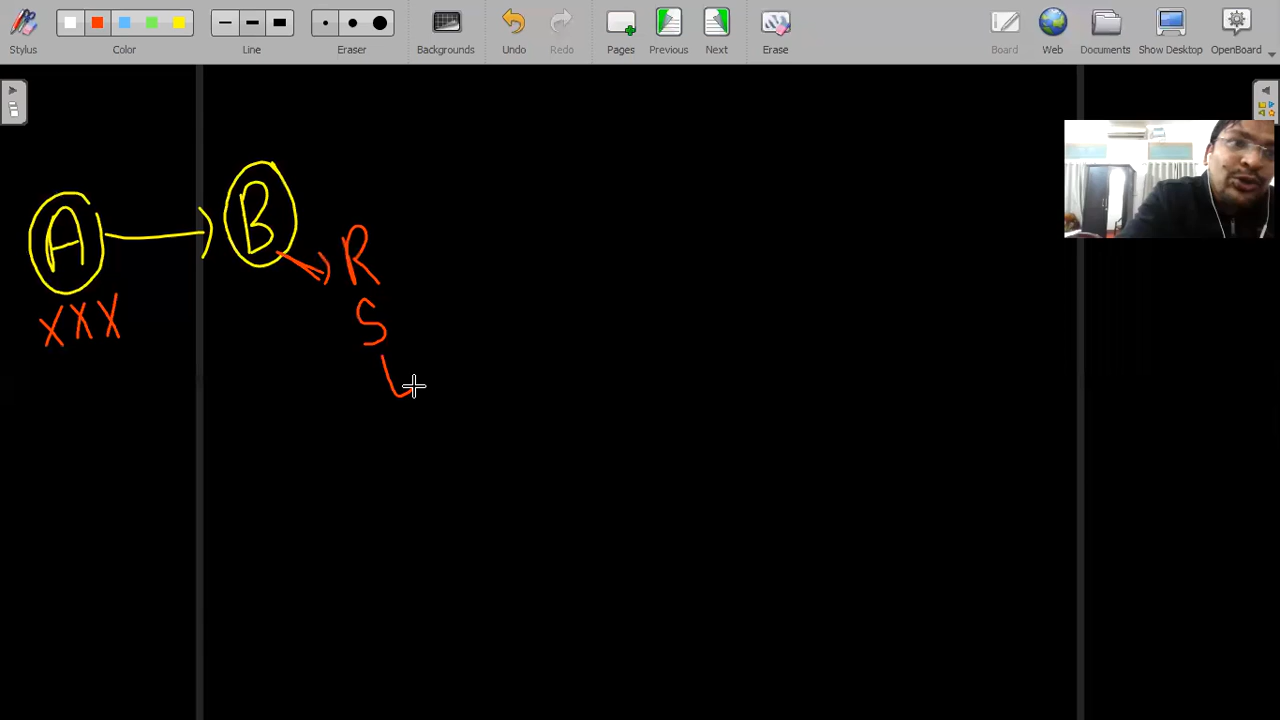 Stylus
Color
Line
Eraser
Backgrounds
Undo
Redo
Pages
Previous
Next
Erase
Board
Web
Documents
Show Desktop
OpenBoard
A
B
R
XXX
S